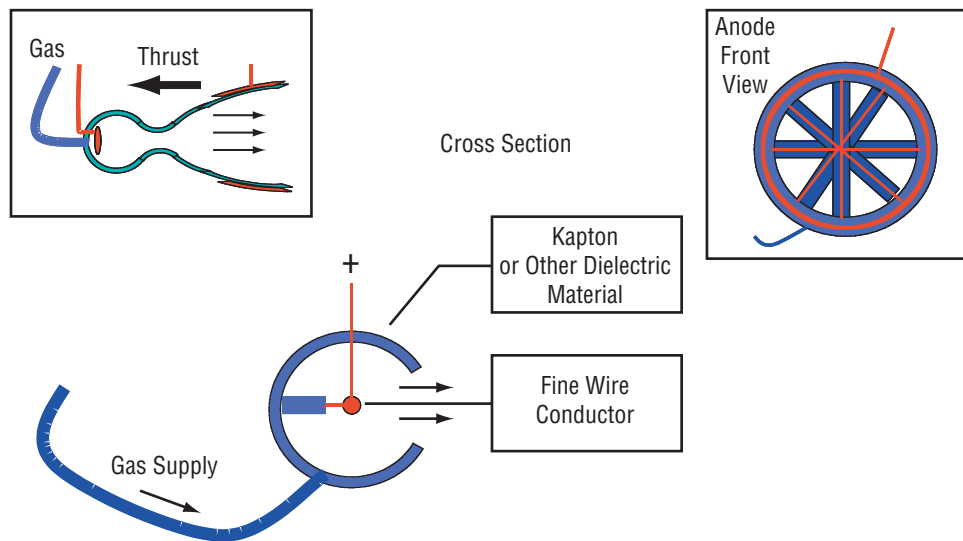 Gas
Thrust
Anode
Front
View
Cross Section
Kapton
or Other Dielectric
Material
+
Fine Wire
Conductor
Gas Supply